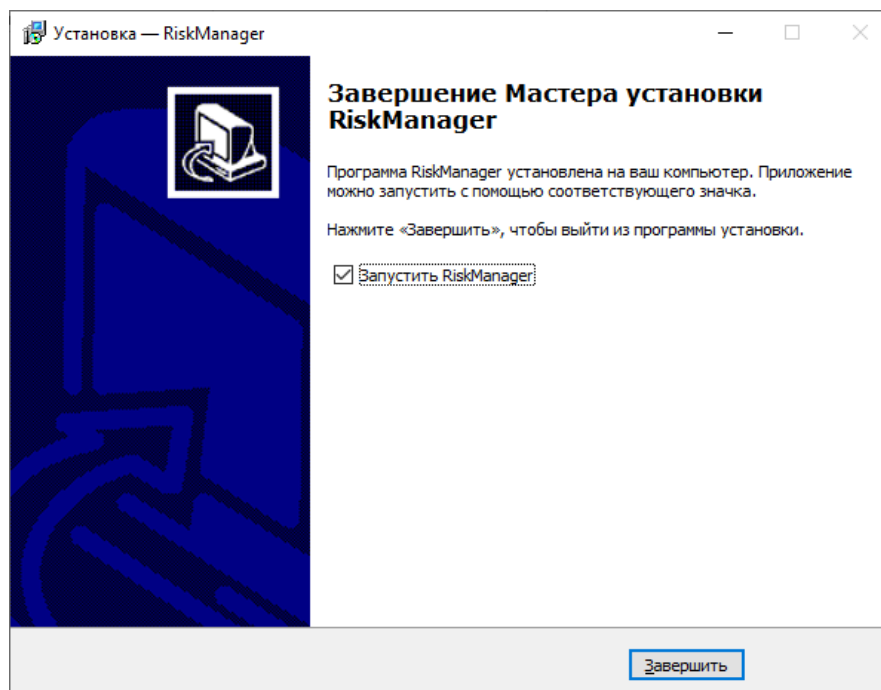 Установка — RiskManager
Завершение Мастера установки
RiskManager
Программа RiskManager установлена на ваш компьютер. Приложение
можно запустить с помощью соответствующего значка.
Нажмите «Завершить», чтобы выйти из программы установки.
Запустить RiskManager
Завершить